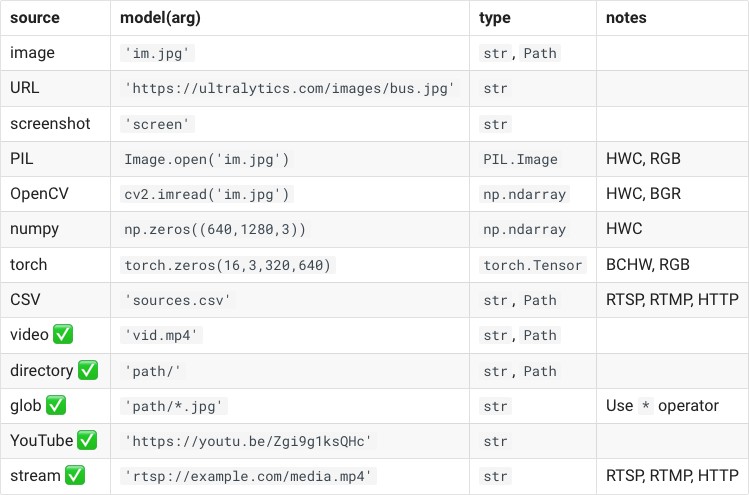 source model(arg) type notes
image 'im.jpg' str, Path
URL 'https://ultralytics.com/images/bus.jpg' str
screenshot 'screen' str
PIL Image.open('im.jpg') PIL.Image HWC, RGB
OpenCV cv2.imread('im.jpg') np.ndarray HWC, BGR
numpy np.zeros((640,1280,3)) np.ndarray HWC
torch torch.zeros(16,3,320,640) torch.Tensor BCHW, RGB
CSV 'sources.csv' str, Path RTSP, RTMP, HTTP
video ✅ 'vid.mp4' str, Path
directory ✅ 'path/' str, Path
glob ✅ 'path/*.jpg' str Use * operator
YouTube ✅ 'https://youtu.be/Zgi9g1ksQHc' str
stream ✅ 'rtsp://example.com/media.mp4' str RTSP, RTMP, HTTP